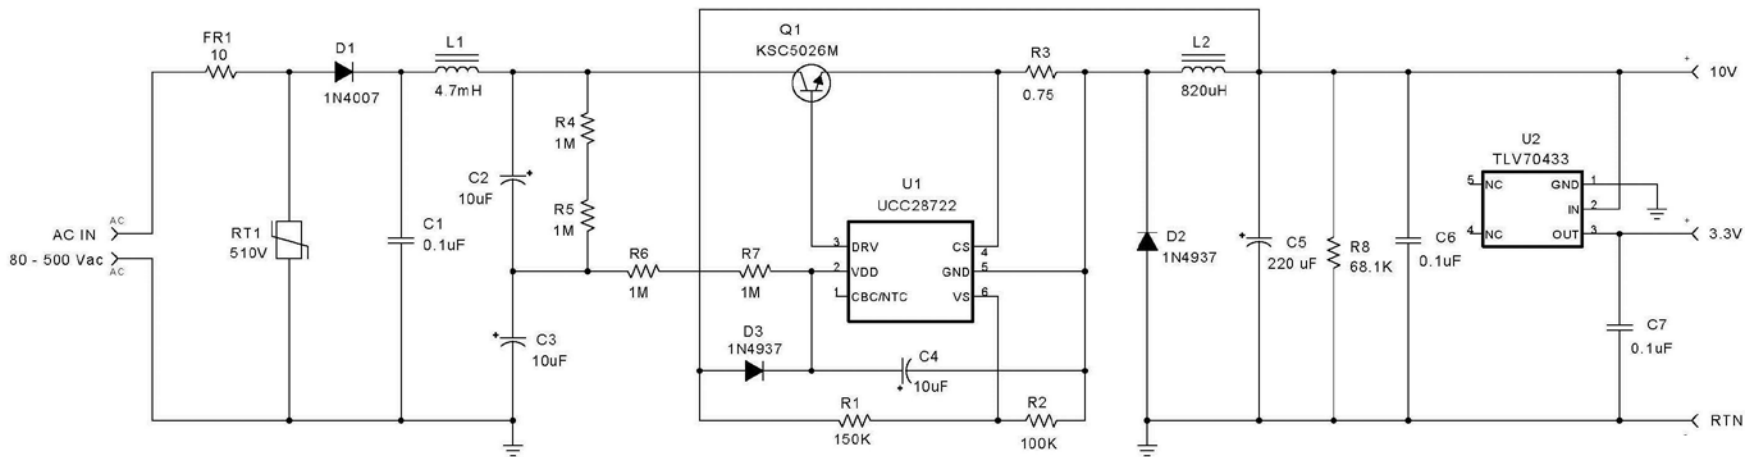 FR1
10
D1
1N4007
L1
4.7mH
Q1
KSC5026M
R3
0.75
L2
820uH
+
10V
R4
1M
C2
+
10uF
R5
1M
U1
UCC28722
U2
TLV70433
5
NC
GND
1
IN
2
4
NC
OUT
3
+
3.3V
AC
AC IN
80 - 500 Vac
AC
RT1
510V
C1
0.1uF
R6
1M
R7
1M
3
DRV
CS
4
2
VDD
GND
5
1
CBC/NTC
VS
6
D2
1N4937
+
C5
220 uF
R8
68.1K
C6
0.1uF
+
C3
10uF
D3
1N4937
C4
+
10uF
C7
0.1uF
R1
150K
R2
100K
RTN
-